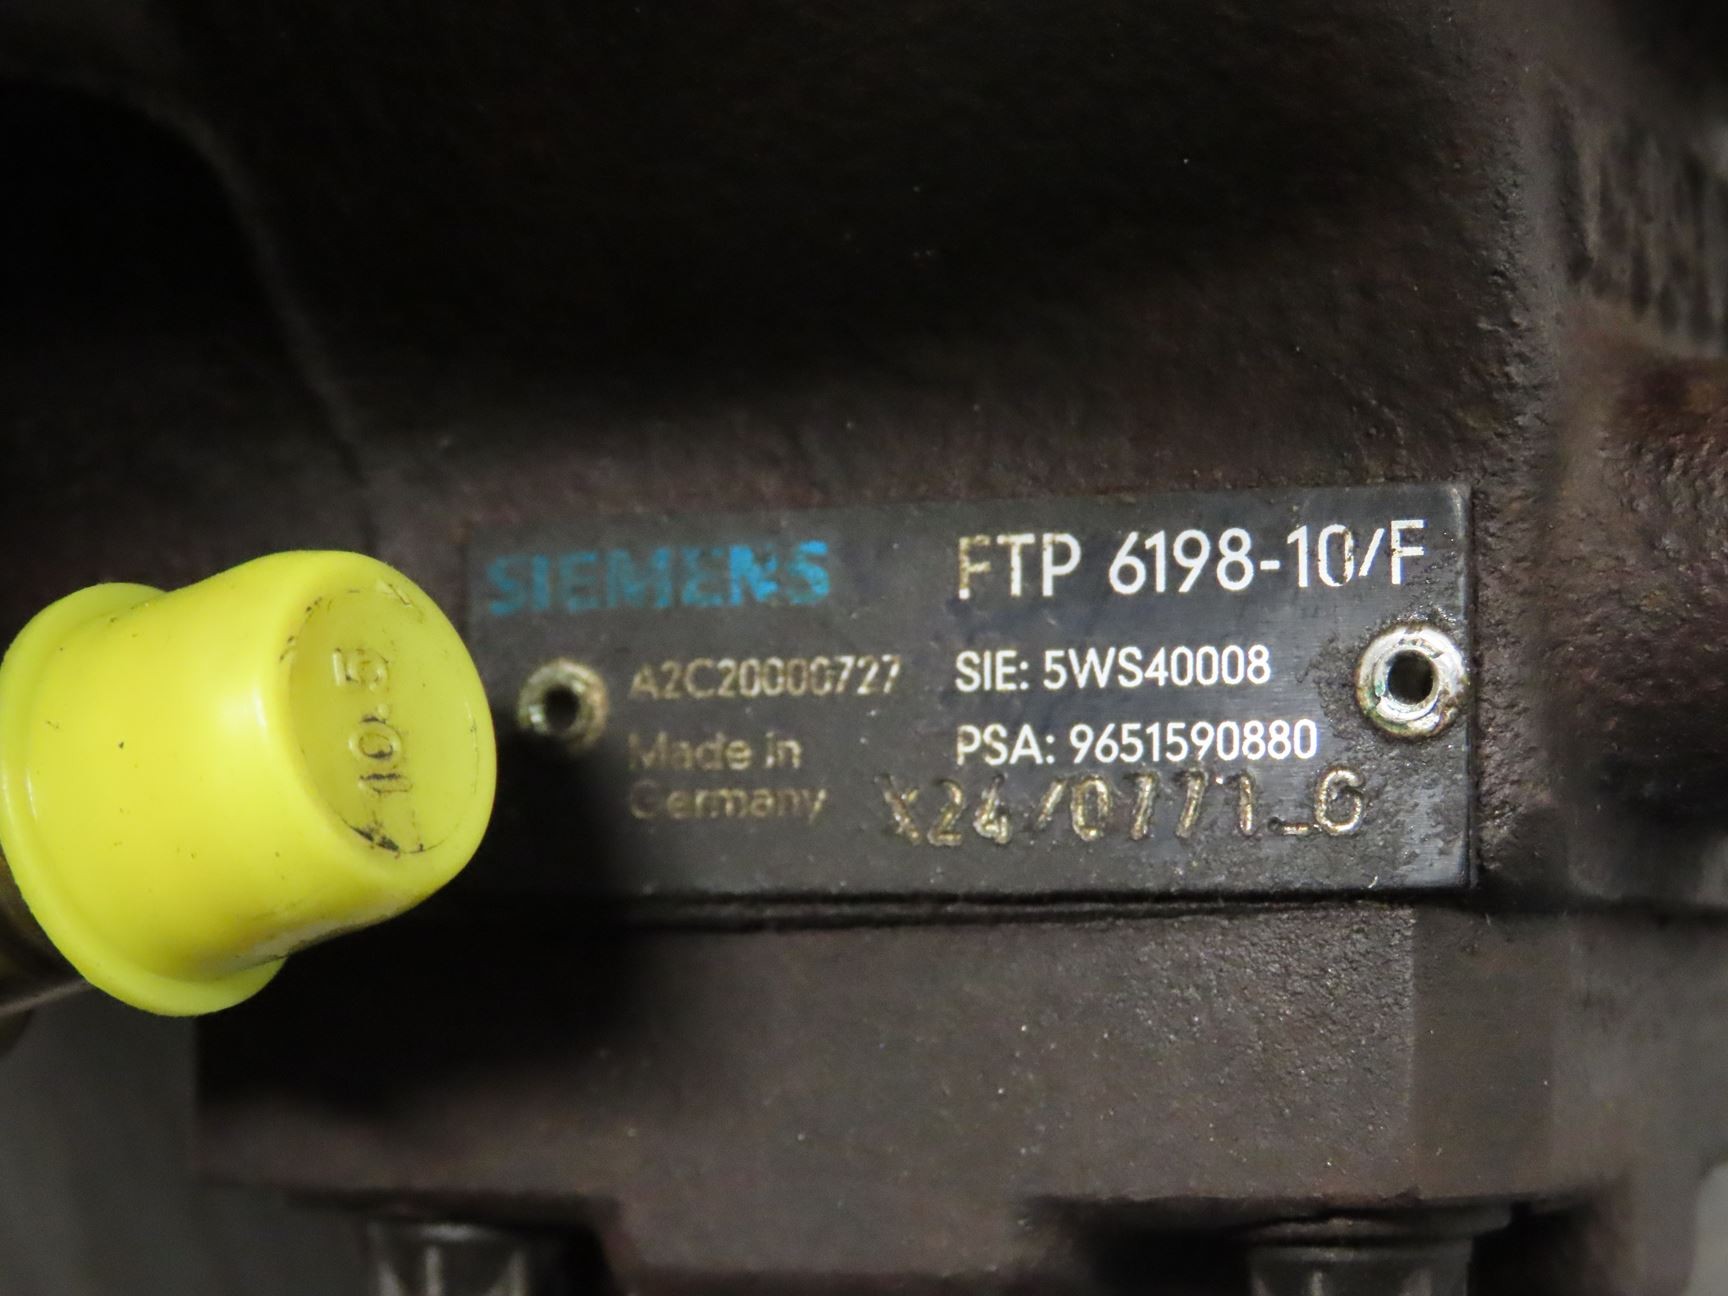 SIEMENS
FTP 6198-10/F
A2C20000727
SIE: 5WS40008
Made in
Germany
PSA: 9651590880
X24/0771_G
10.5